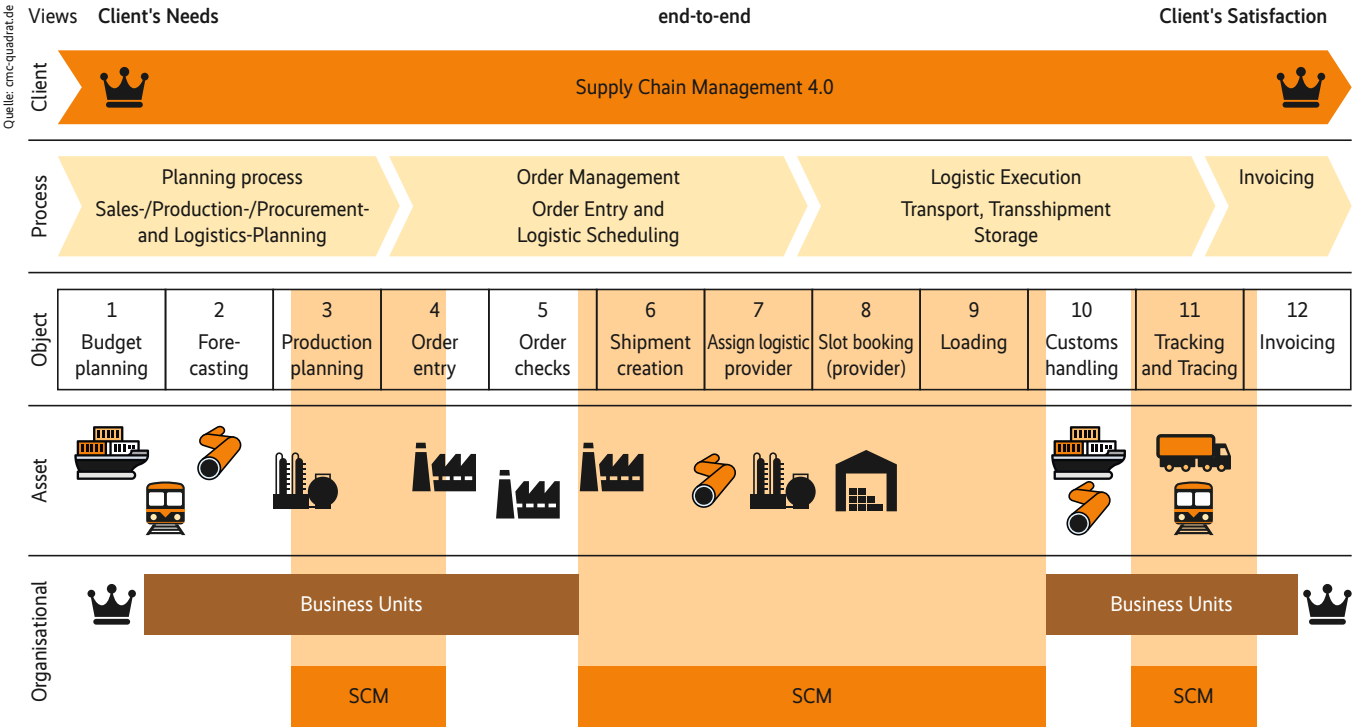 Quelle: cmc-quadrat.de
Views Client's Needs end-to-end Client's Satisfaction
Client
Supply Chain Management 4.0
Process
Planning process
Sales-/Production-/Procurement-
and Logistics-Planning
Order Management
Order Entry and
Logistic Scheduling
Logistic Execution
Transport, Transshipment
Storage
Invoicing
Object
1
Budget
planning
2
Fore-
casting
3
Production
planning
4
Order
entry
5
Order
checks
6
Shipment
creation
7
Assign logistic
provider
8
Slot booking
(provider)
9
Loading
10
Customs
handling
11
Tracking
and Tracing
12
Invoicing
Asset
Organisational
Business Units
Business Units
SCM
SCM
SCM